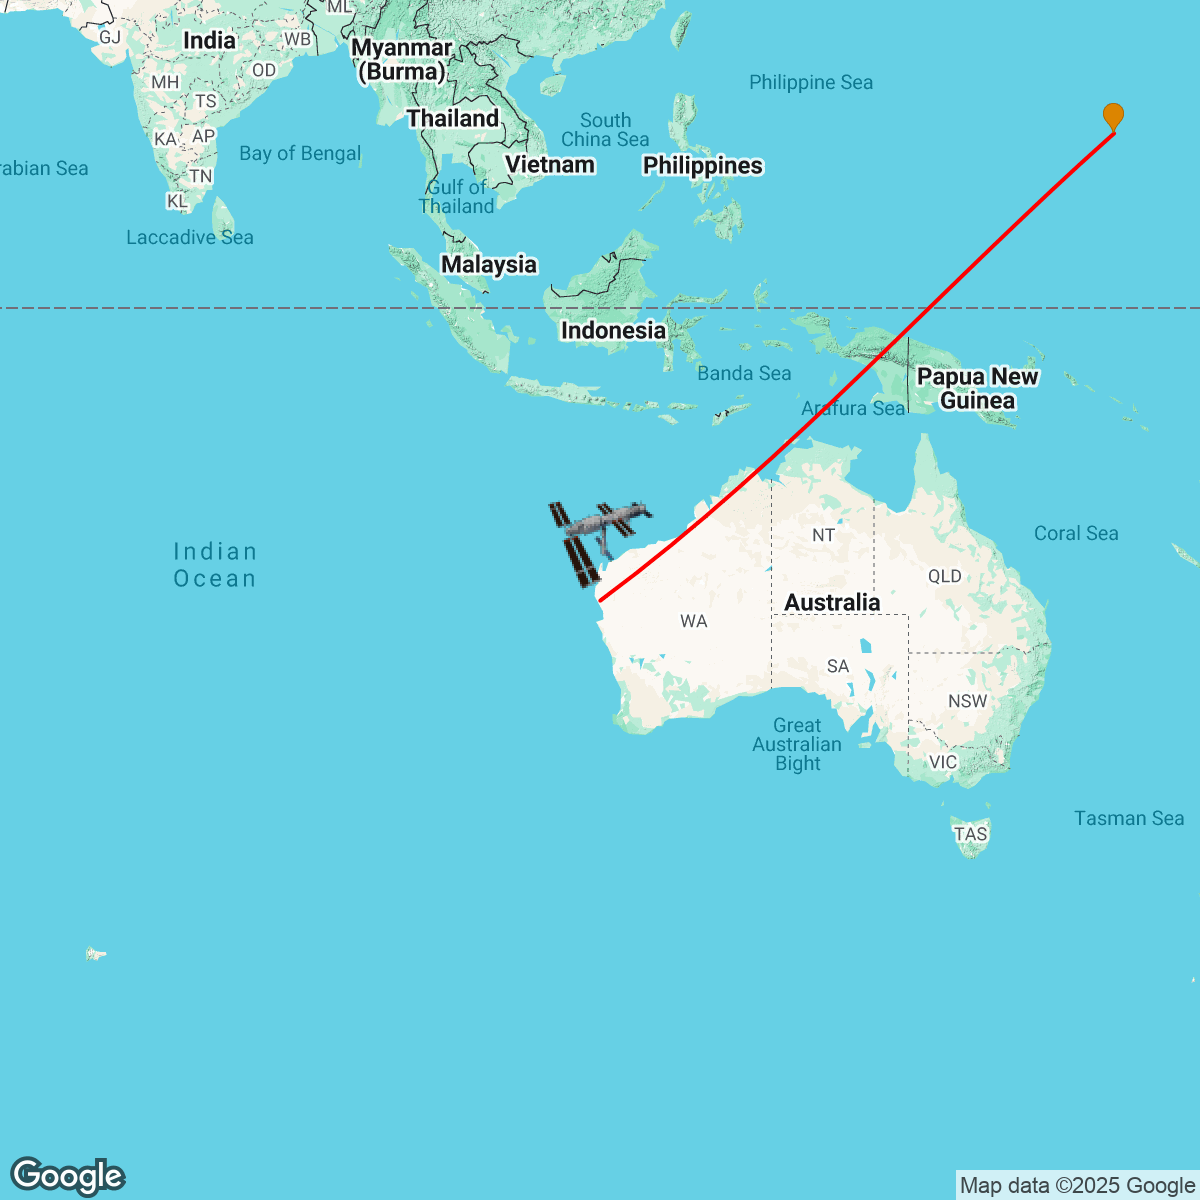 ML
GJ
India
WB
Myanmar
(Burma)
OD
MH
TS
Philippine Sea
Thailand
South
China Sea
KA
AP
Bay of Bengal
Vietnam
Philippines
rabian Sea
TN
KL
Gulf of
Thailand
Laccadive Sea
Malaysia
Indonesia
Banda Sea
Papua New
Guinea
Arafura Sea
Indian
Ocean
NT
Coral Sea
QLD
Australia
WA
SA
NSW
Great
Australian
Bight
VIC
Tasman Sea
TAS
Google
Map data ©2025 Google